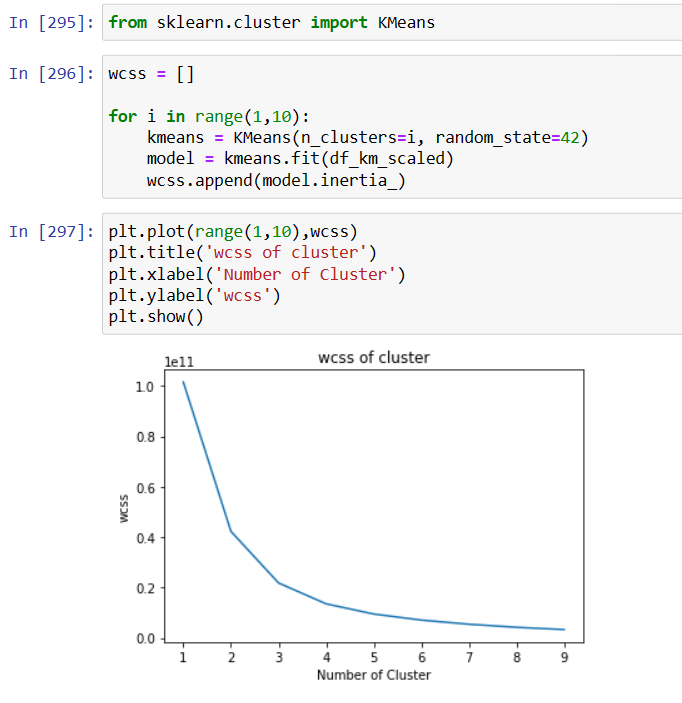 In [295]: from sklearn.cluster import KMeans
In [296]: wcss = []
for i in range(1,10):
    kmeans = KMeans(n_clusters=i, random_state=42)
    model = kmeans.fit(df_km_scaled)
    wcss.append(model.inertia_)
In [297]: plt.plot(range(1,10),wcss)
plt.title('wcss of cluster')
plt.xlabel('Number of Cluster')
plt.ylabel('wcss')
plt.show()
1e11
wcss of cluster
1.0
0.8
0.6
0.4
0.2
0.0
wcss
1 2 3 4 5 6 7 8 9
Number of Cluster